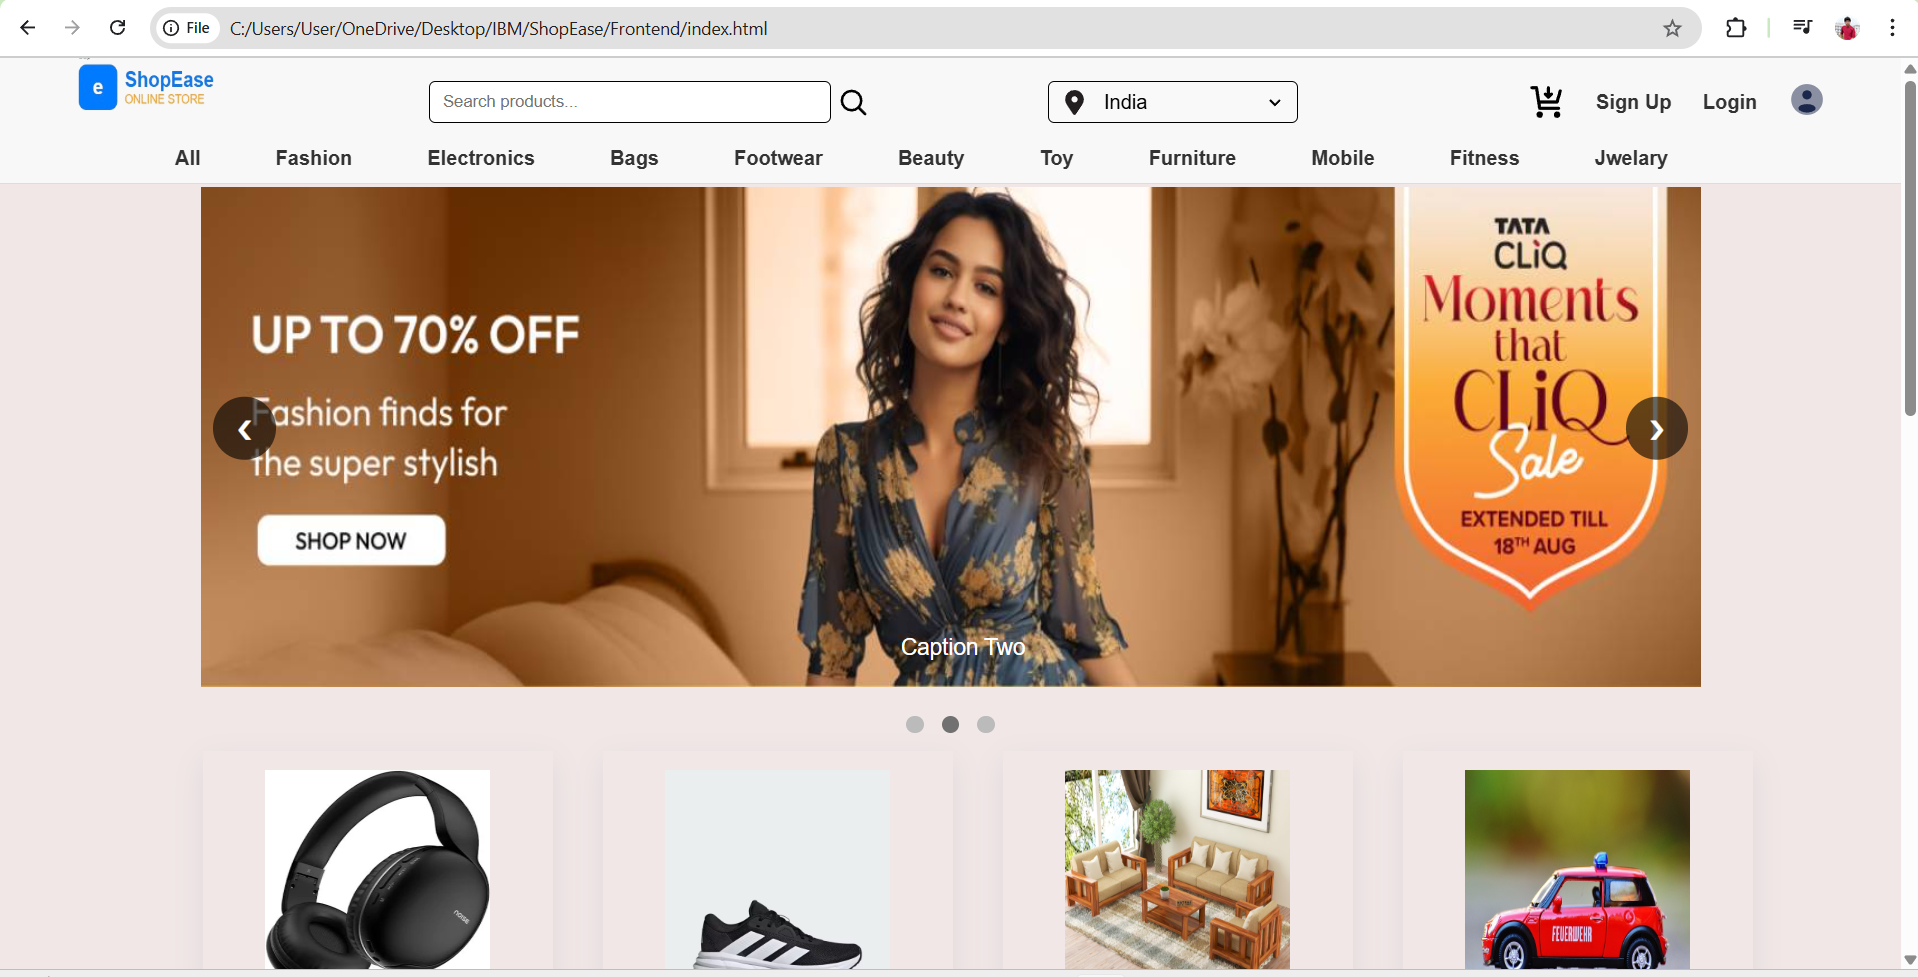 File
C:/Users/User/OneDrive/Desktop/IBM/ShopEase/Frontend/index.html
e
ShopEase
ONLINE STORE
Search products...
India
Sign Up
Login
All
Fashion
Electronics
Bags
Footwear
Beauty
Toy
Furniture
Mobile
Fitness
Jwelary
UP TO 70% OFF
Fashion finds for
the super stylish
SHOP NOW
❮
❯
TATA
CLiQ
Moments
that
CLiQ
Sale
EXTENDED TILL
18TH AUG
Caption Two
noise
FEUERWEHR